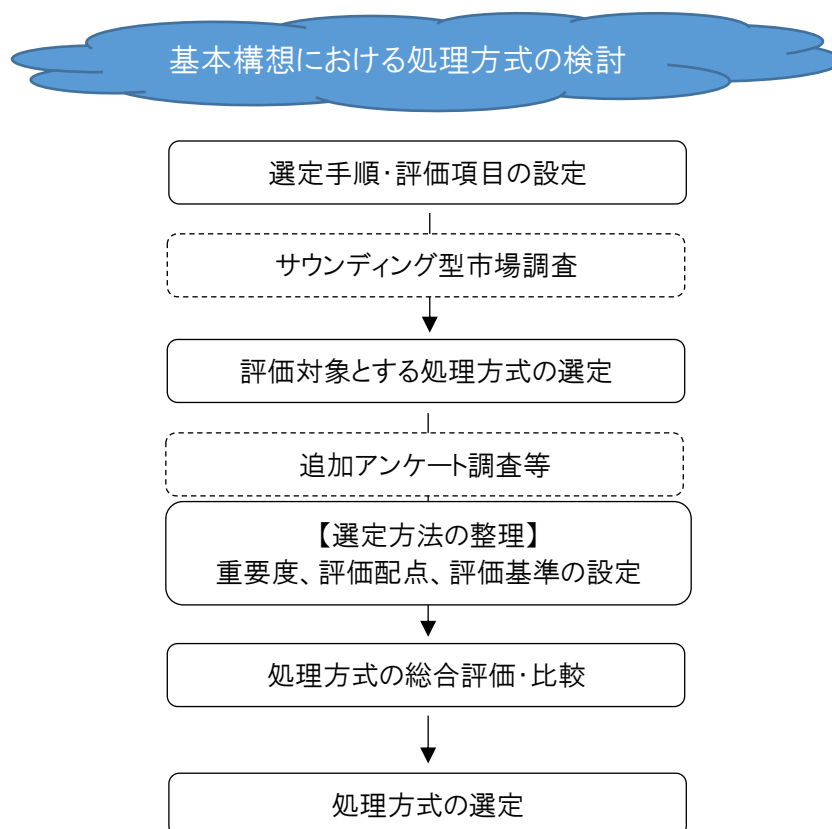 基本構想における処理方式の検討
選定手順･評価項目の設定
サウンディング型市場調査
評価対象とする処理方式の選定
追加アンケート調査等
【選定方法の整理】
重要度、評価配点、評価基準の設定
処理方式の総合評価･比較
処理方式の選定